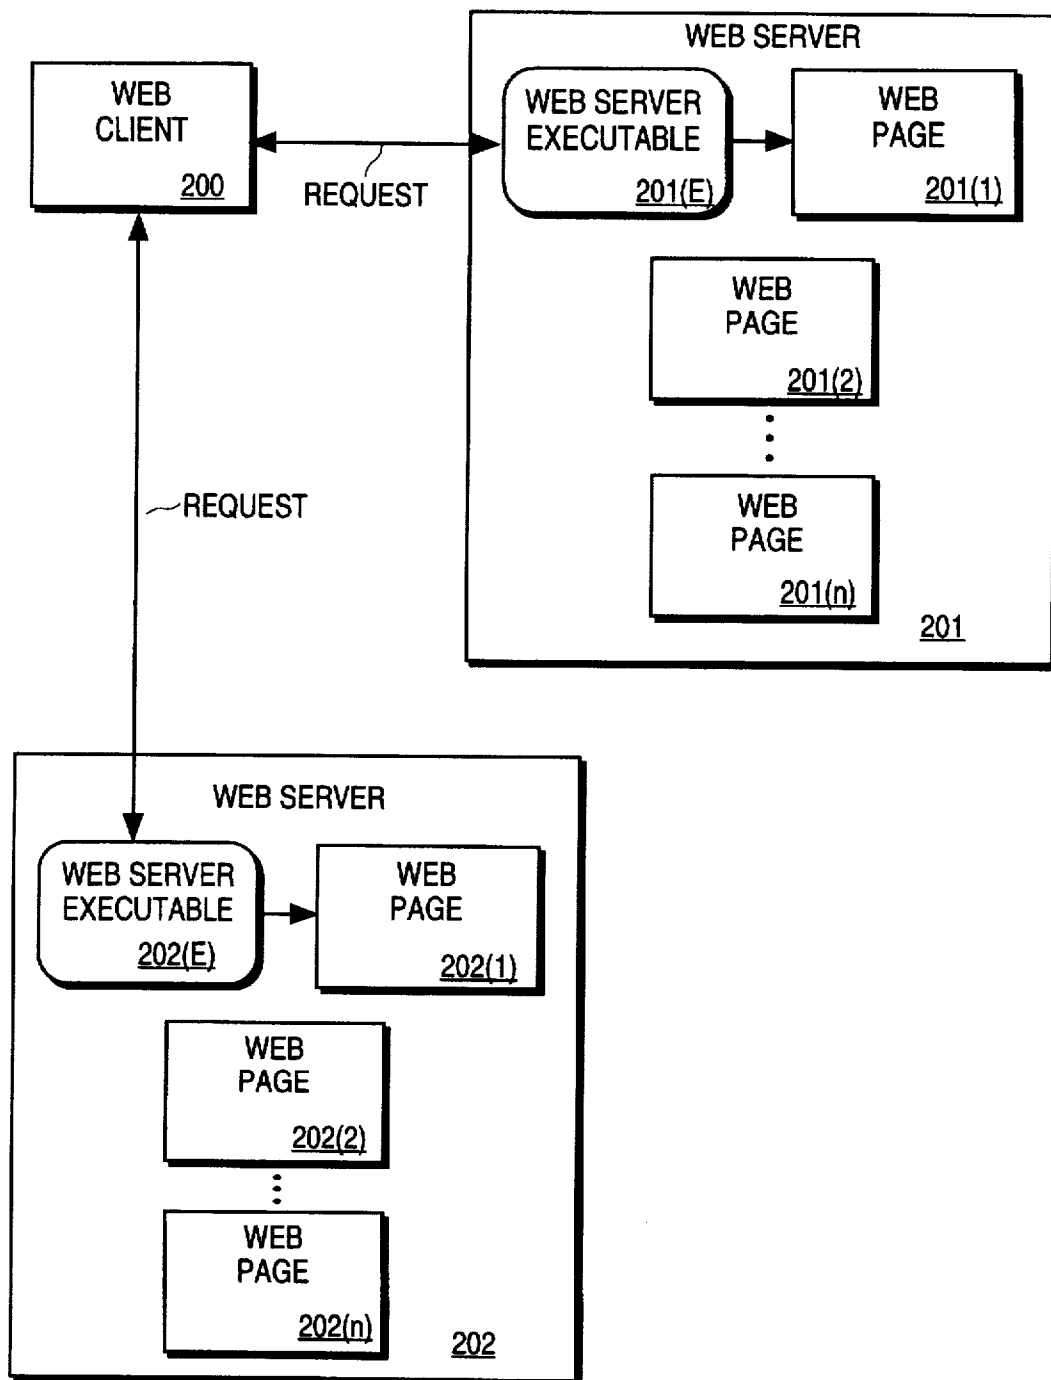 WEB SERVER
WEB
CLIENT
200
REQUEST
WEB SERVER
EXECUTABLE
201(E)
WEB
PAGE
201(1)
WEB
PAGE
201(2)
WEB
PAGE
201(n)
201
REQUEST
WEB SERVER
WEB SERVER
EXECUTABLE
202(E)
WEB
PAGE
202(1)
WEB
PAGE
202(2)
WEB
PAGE
202(n)
202